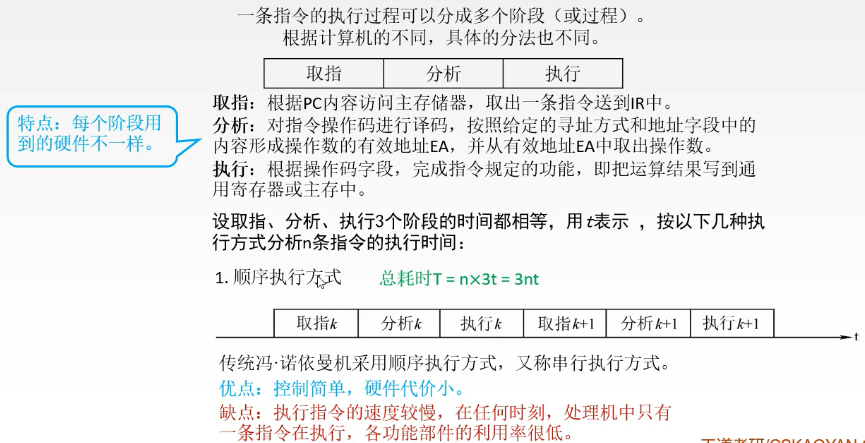 一条指令的执行过程可以分成多个阶段（或过程）。
根据计算机的不同，具体的分法也不同。
取指 分析 执行
特点：每个阶段用
到的硬件不一样。
取指：根据PC内容访问主存储器，取出一条指令送到IR中。
分析：对指令操作码进行译码，按照给定的寻址方式和地址字段中的
内容形成操作数的有效地址EA，并从有效地址EA中取出操作数。
执行：根据操作码字段，完成指令规定的功能，即把运算结果写到通
用寄存器或主存中。
设取指、分析、执行3个阶段的时间都相等，用t表示 ，按以下几种执
行方式分析n条指令的执行时间：
1. 顺序执行方式 总耗时T = n×3t = 3nt
取指k 分析k 执行k 取指k+1 分析k+1 执行k+1
t
传统冯·诺依曼机采用顺序执行方式，又称串行执行方式。
优点：控制简单，硬件代价小。
缺点：执行指令的速度较慢，在任何时刻，处理机中只有
一条指令在执行，各功能部件的利用率很低。